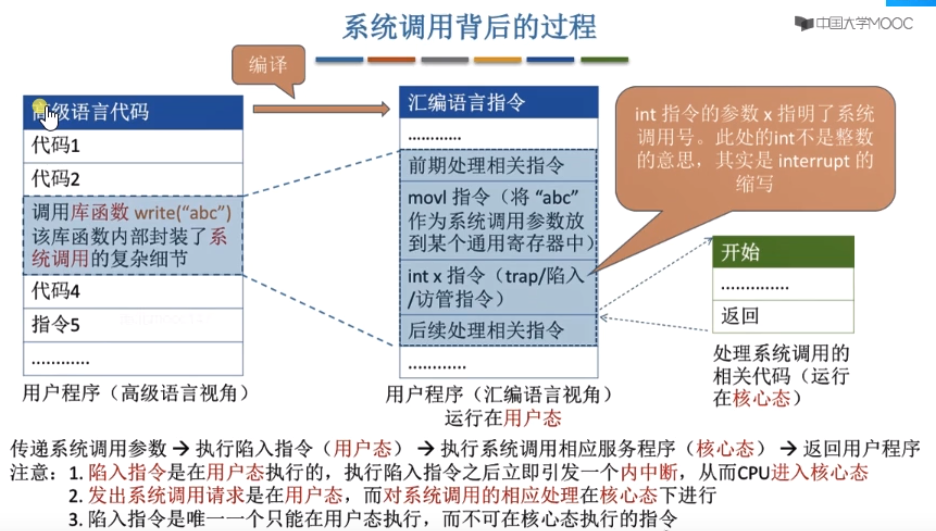 系统调用背后的过程
中国大学MOOC
编译
高级语言代码
代码1
代码2
调用库函数 write(“abc”)
该库函数内部封装了系
统调用的复杂细节
代码4
指令5
…………
用户程序（高级语言视角）
汇编语言指令
…………
前期处理相关指令
movl 指令（将 “abc”
作为系统调用参数放
到某个通用寄存器中）
int x 指令（trap/陷入
/访管指令）
后续处理相关指令
…………
用户程序（汇编语言视角）
运行在用户态
int 指令的参数 x 指明了系统
调用号。此处的int不是整数
的意思，其实是 interrupt 的
缩写
开始
……………
返回
处理系统调用的
相关代码（运行
在核心态）
传递系统调用参数 → 执行陷入指令（用户态） → 执行系统调用相应服务程序（核心态） → 返回用户程序
注意：1. 陷入指令是在用户态执行的，执行陷入指令之后立即引发一个内中断，从而CPU进入核心态
2. 发出系统调用请求是在用户态，而对系统调用的相应处理在核心态下进行
3. 陷入指令是唯一一个只能在用户态执行，而不可在核心态执行的指令